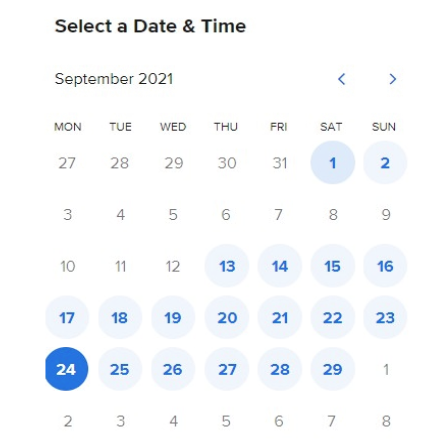 Select a Date & Time
September 2021
MON TUE WED THU FRI SAT SUN
27 28 29 30 31 1 2
3 4 5 6 7 8 9
10 11 12 13 14 15 16
17 18 19 20 21 22 23
24 25 26 27 28 29 1
2 3 4 5 6 7 8